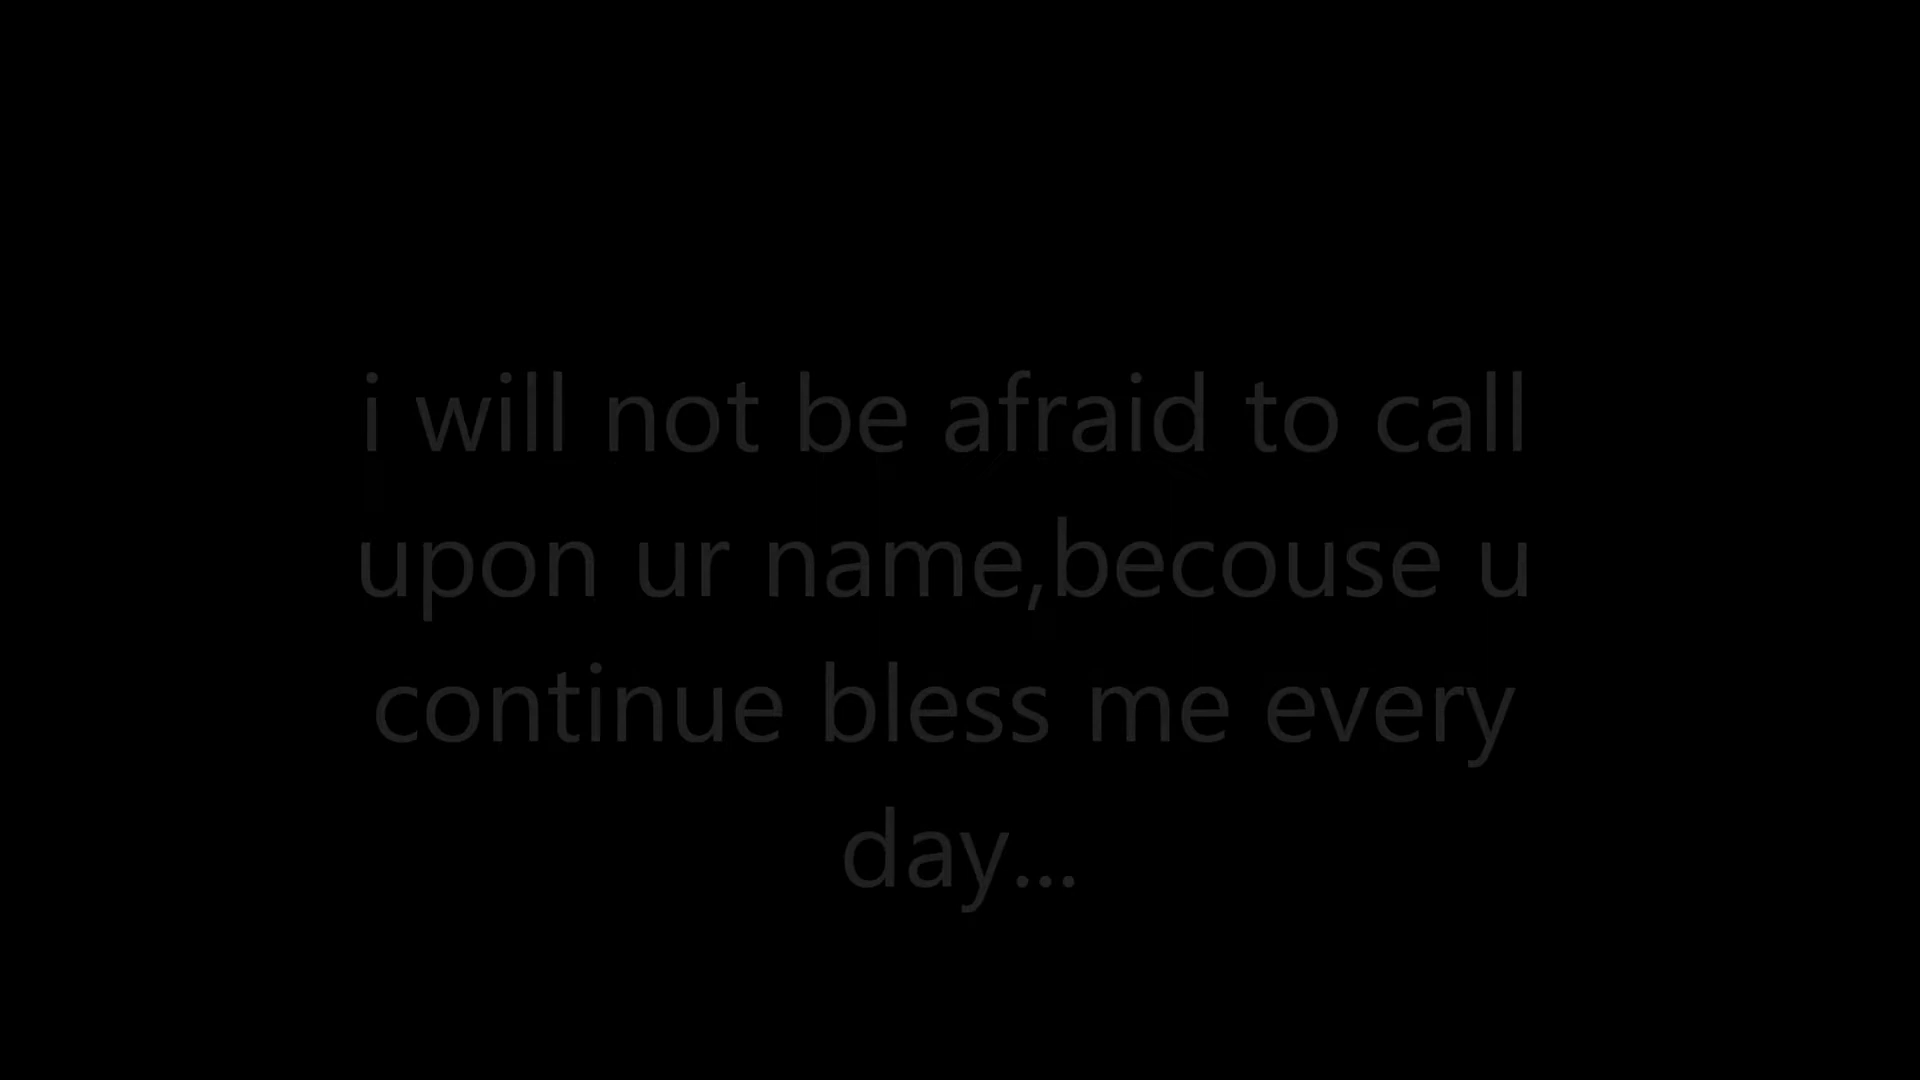 i will not be afraid to call
upon ur name,becouse u
continue bless me every
day...